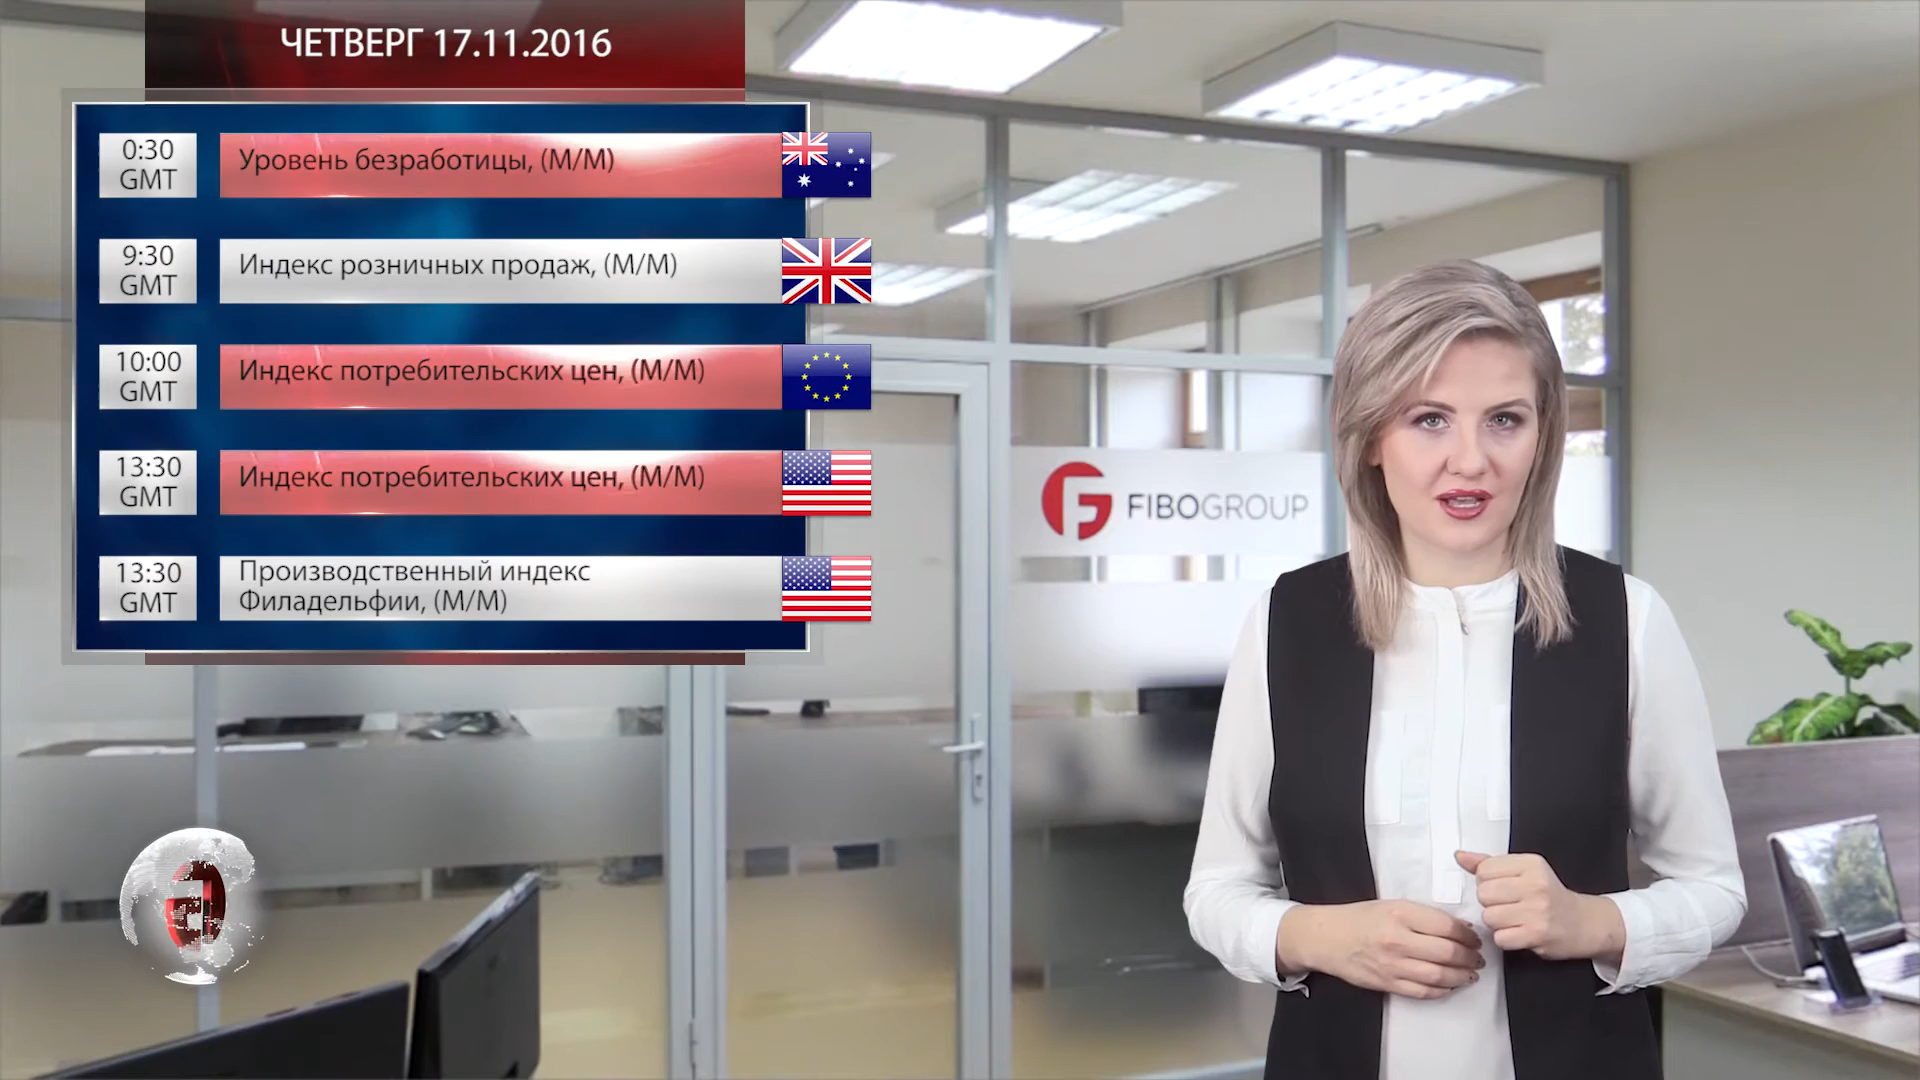 ЧЕТВЕРГ 17.11.2016
0:30
GMT
Уровень безработицы, (М/М)
9:30
GMT
Индекс розничных продаж, (М/М)
10:00
GMT
Индекс потребительских цен, (М/М)
13:30
GMT
Индекс потребительских цен, (М/М)
13:30
GMT
Производственный индекс
Филадельфии, (М/М)
FIBOGROUP